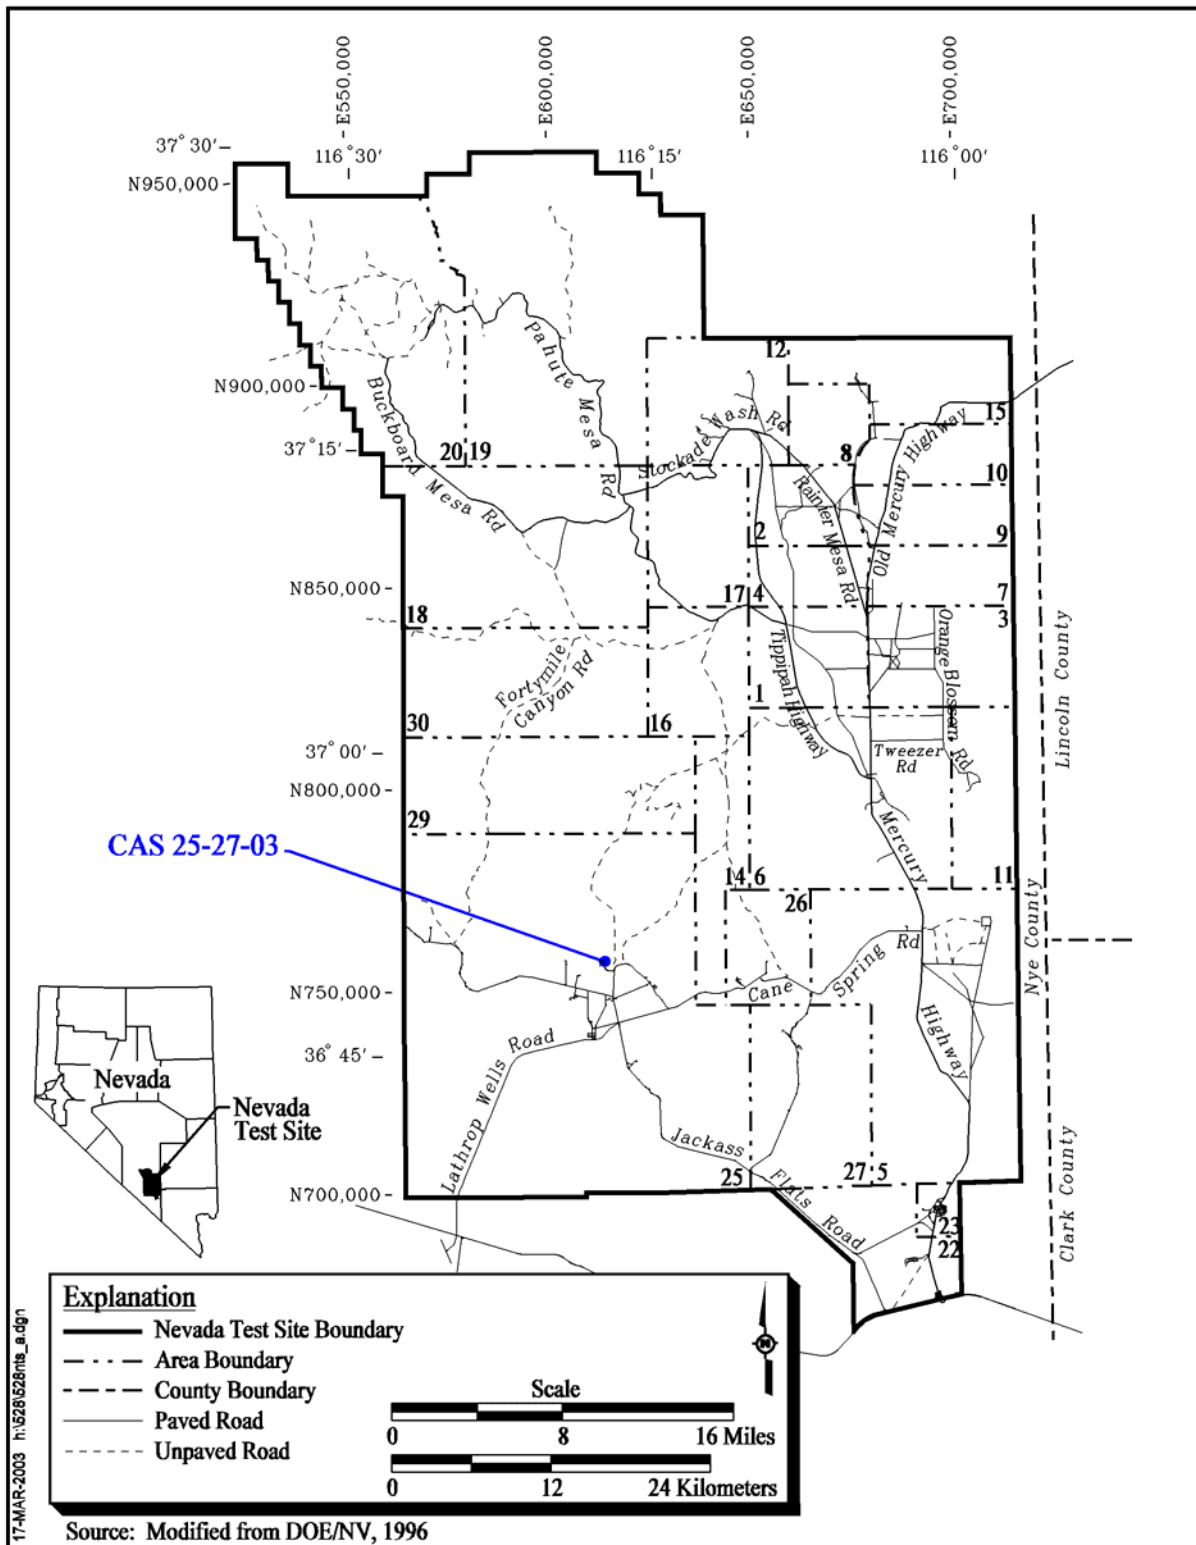 E550,000
E600,000
E650,000
E700,000
37° 30'
116° 30'
116° 15'
116° 00'
N950,000
Pahute Mesa Rd
12
N900,000
Buckboard Mesa Rd
Stockade Wash Rd
15
Old Mercury Highway
37° 15'
20 19
8
10
Rainier Mesa Rd
2
9
N850,000
17 4
7
18
3
Orange Blossom Rd
Lincoln County
Fortymile
Canyon Rd
Tippipah Highway
1
30
16
37° 00'
Tweezer
Rd
N800,000
29
Mercury
CAS 25-27-03
14 6
11
26
Nye County
Rd
Spring
Cane
N750,000
Highway
36° 45'
Lathrop Wells Road
Nevada
Nevada
Test Site
Jackass
Flats Road
Clark County
25
27 5
N700,000
23
22
Explanation
Nevada Test Site Boundary
Area Boundary
County Boundary
Paved Road
Unpaved Road
N
Scale
0 8 16 Miles
0 12 24 Kilometers
17-MAR-2003 h:\528\528nts_a.dgn
Source: Modified from DOE/NV, 1996